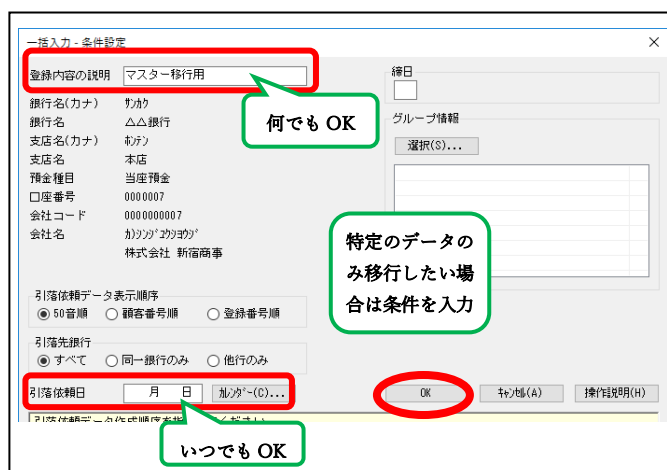 一括入力 - 条件設定
登録内容の説明 マスター移行用
何でも OK
銀行名(カナ) ｻﾝｶｸ
銀行名 △△銀行
支店名(カナ) ﾎﾝﾃﾝ
支店名 本店
預金種目 当座預金
口座番号 0000007
会社コード 0000000007
会社名 ｶ)ｼﾝｼﾞﾕｸｼﾖｳｼﾞ
株式会社 新宿商事
締日
グループ情報
選択(S)...
特定のデータの
み移行したい場
合は条件を入力
引落依頼データ表示順序
50音順 顧客番号順 登録番号順
引落先銀行
すべて 同一銀行のみ 他行のみ
引落依頼日 月 日 ｶﾚﾝﾀﾞｰ(C)...
OK ｷｬﾝｾﾙ(A) 操作説明(H)
いつでも OK